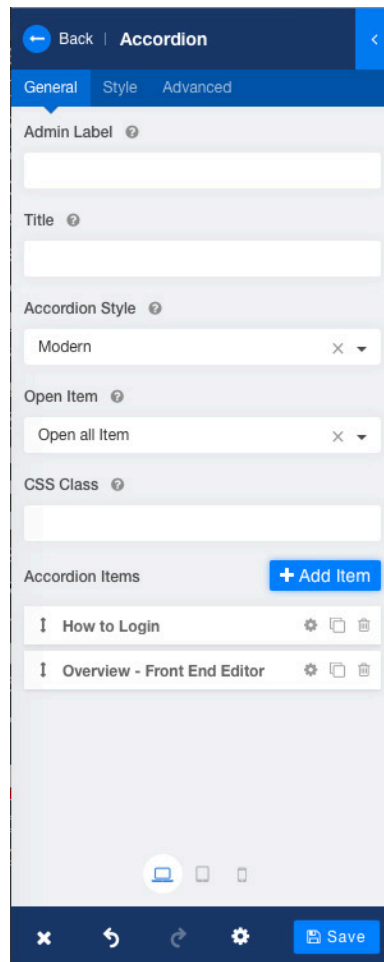 Back | Accordion
General Style Advanced
Admin Label
Title
Accordion Style
Modern
Open Item
Open all Item
CSS Class
Accordion Items + Add Item
How to Login
Overview - Front End Editor
Save